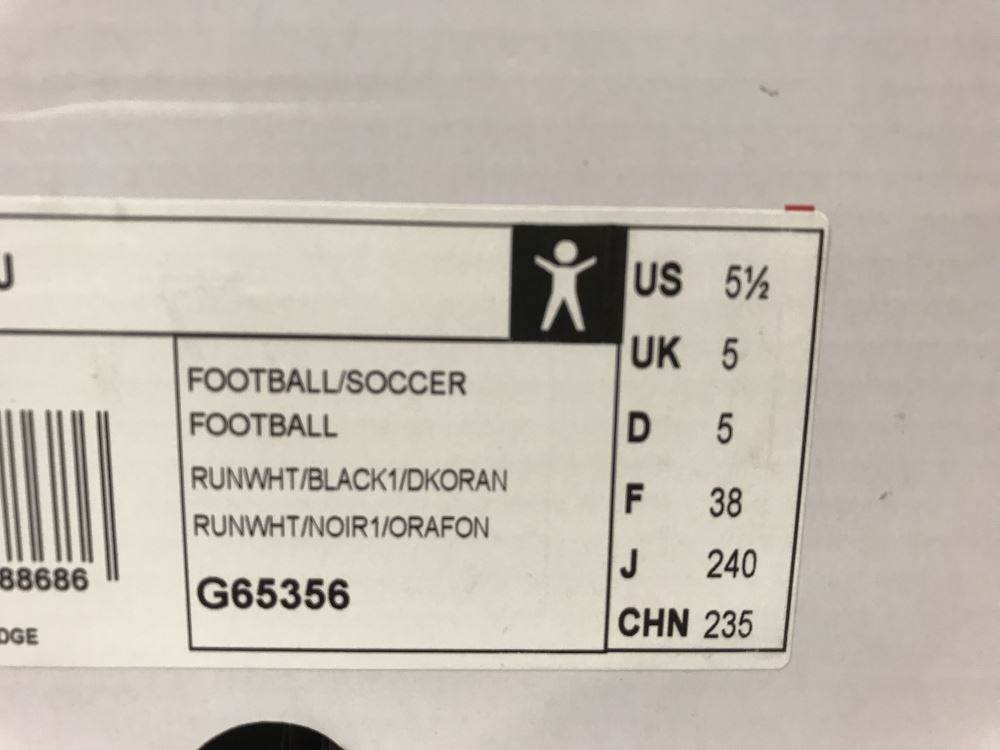 J
US 5½
UK 5
D 5
F 38
J 240
CHN 235
FOOTBALL/SOCCER
FOOTBALL
RUNWHT/BLACK1/DKORAN
RUNWHT/NOIR1/ORAFON
G65356
88686
DGE